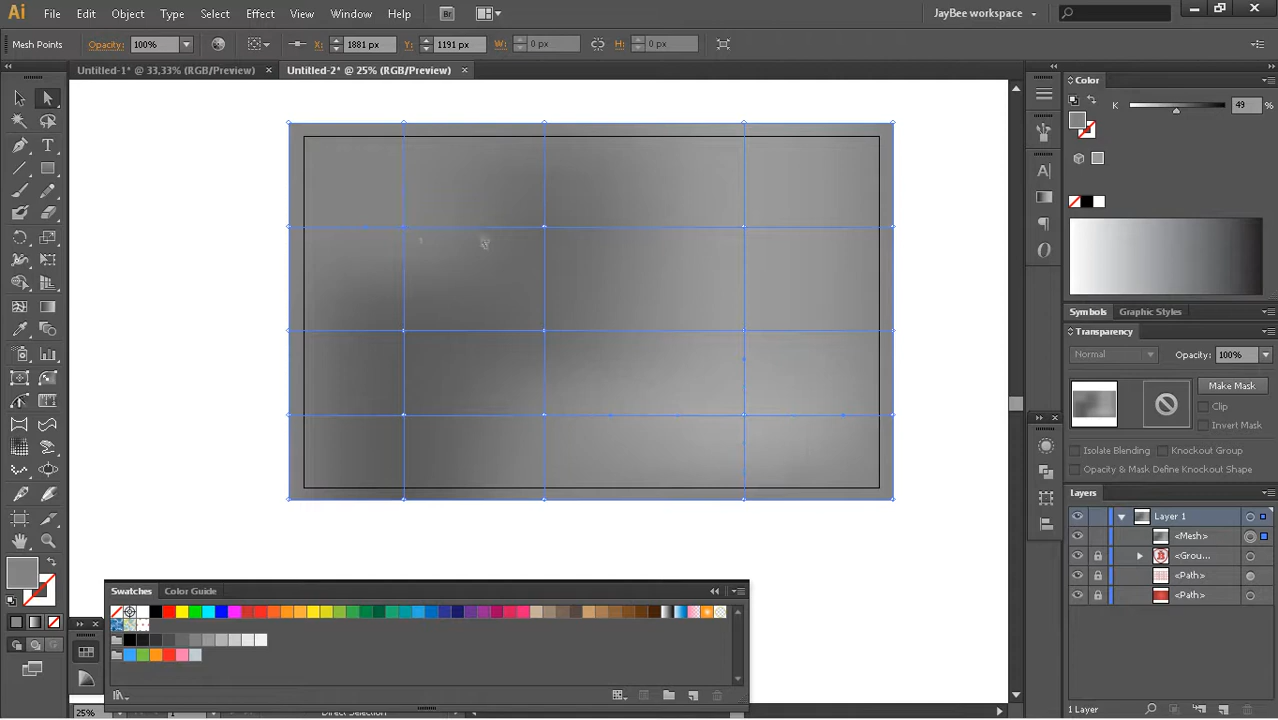 Ai File Edit Object Type Select Effect View Window Help Br JayBee workspace
Mesh Points Opacity: 100% X: 1881 px Y: 1191 px W: 0 px H: 0 px
Untitled-1* @ 33,33% (RGB/Preview) × Untitled-2* @ 25% (RGB/Preview) ×
Color
K 49 %
Symbols Graphic Styles
Transparency
Normal Opacity: 100%
Make Mask
Clip
Invert Mask
Isolate Blending Knockout Group
Opacity & Mask Define Knockout Shape
Layers
Layer 1
<Mesh>
<Grou...
<Path>
<Path>
1 Layer
Swatches Color Guide
25% 1 Direct Selection